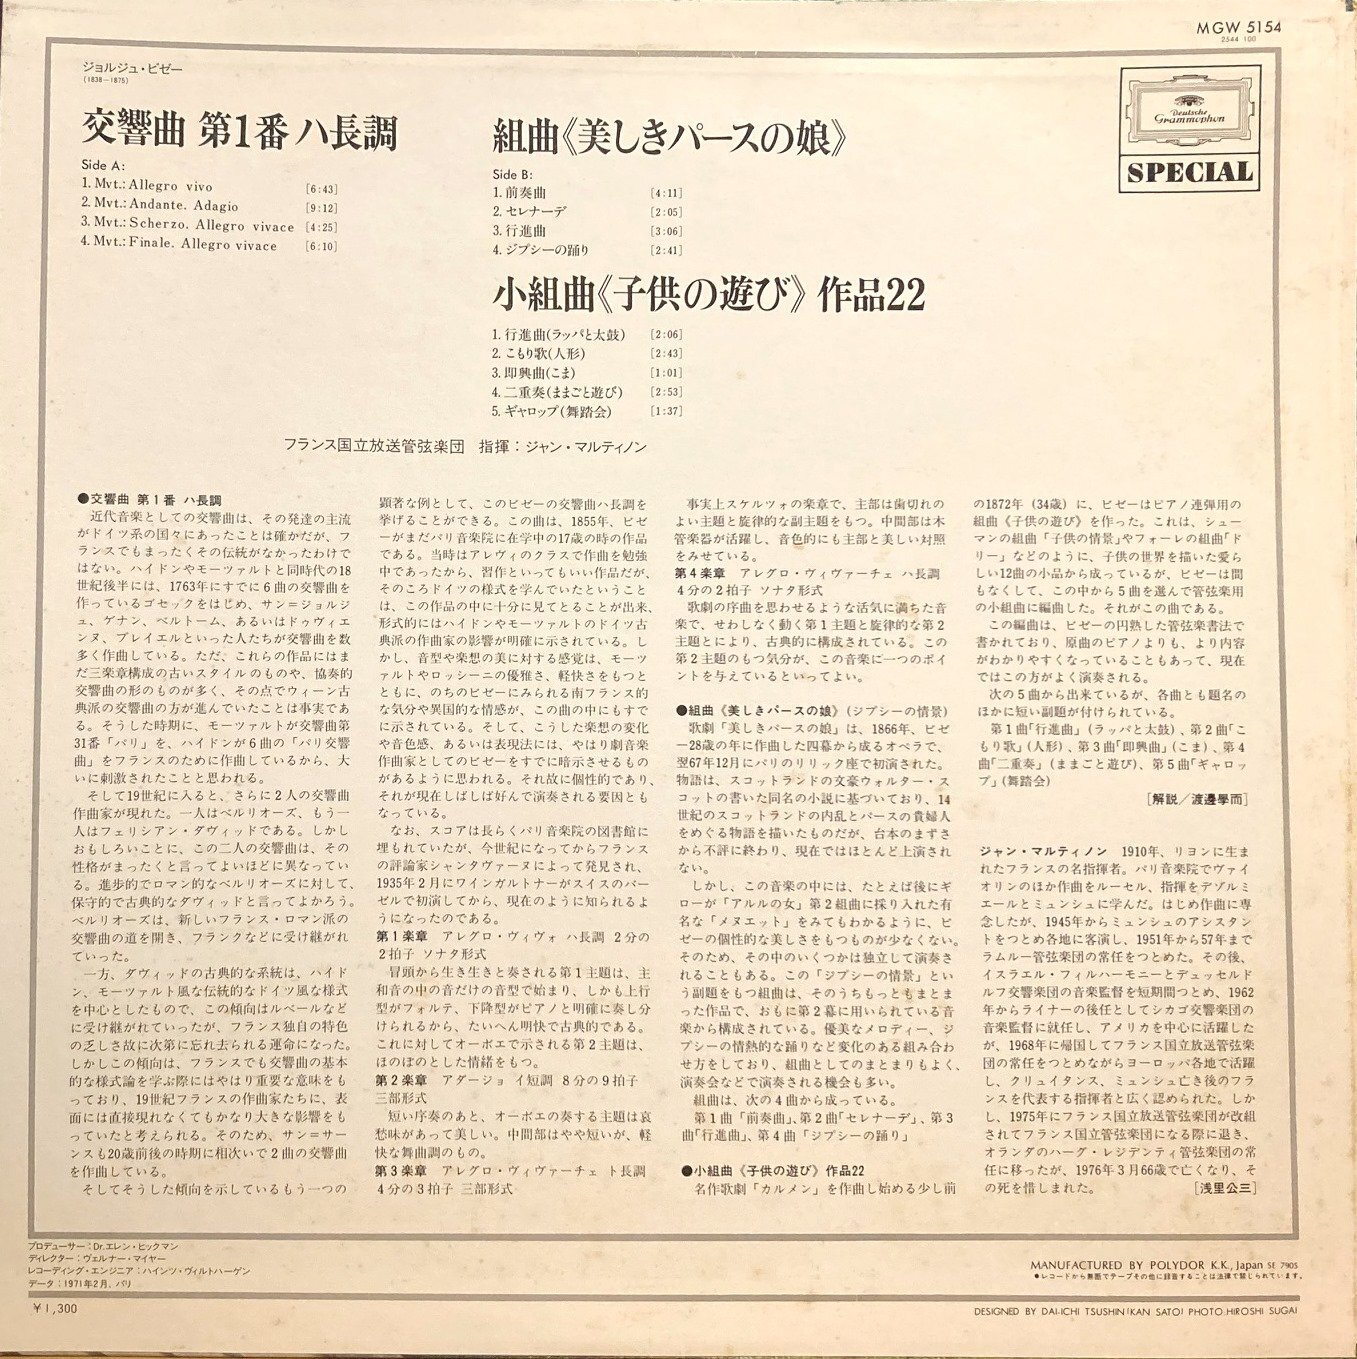 MGW 5154
2544 100
ジョルジュ・ビゼー
(1838−1875)
Deutsche
Grammophon
SPECIAL
交響曲 第1番 ハ長調
Side A:
1. Mvt.: Allegro vivo [6:43]
2. Mvt.: Andante. Adagio [9:12]
3. Mvt.: Scherzo. Allegro vivace [4:25]
4. Mvt.: Finale. Allegro vivace [6:10]
組曲《美しきパースの娘》
Side B:
1. 前奏曲 [4:11]
2. セレナーデ [2:05]
3. 行進曲 [3:06]
4. ジプシーの踊り [2:41]
小組曲《子供の遊び》作品22
1. 行進曲(ラッパと太鼓) [2:06]
2. こもり歌(人形) [2:43]
3. 即興曲(こま) [1:01]
4. 二重奏(ままごと遊び) [2:53]
5. ギャロップ(舞踏会) [1:37]
フランス国立放送管弦楽団 指揮：ジャン・マルティノン
●交響曲 第1番 ハ長調
近代音楽としての交響曲は、その発達の主流
がドイツ系の国々にあったことは確かだが、フ
ランスでもまったくその伝統がなかったわけで
はない。ハイドンやモーツァルトと同時代の18
世紀後半には、1763年にすでに6曲の交響曲を
作っているゴセックをはじめ、サン＝ジョルジ
ュ、ゲナン、ベルトーム、あるいはドゥヴィエ
ンヌ、プレイエルといった人たちが交響曲を数
多く作曲している。ただ、これらの作品にはま
だ三楽章構成の古いスタイルのものや、協奏的
交響曲の形のものが多く、その点でウィーン古
典派の交響曲の方が進んでいたことは事実であ
る。そうした時期に、モーツァルトが交響曲第
31番「パリ」を、ハイドンが6曲の「パリ交響
曲」をフランスのために作曲しているから、大
いに刺激されたことと思われる。
そして19世紀に入ると、さらに2人の交響曲
作曲家が現れた。一人はベルリオーズ、もう一
人はフェリシアン・ダヴィッドである。しかし
おもしろいことに、この二人の交響曲は、その
性格がまったくと言ってよいほどに異なってい
る。進歩的でロマン的なベルリオーズに対して、
保守的で古典的なダヴィッドと言ってよかろう。
ベルリオーズは、新しいフランス・ロマン派の
交響曲の道を開き、フランクなどに受け継がれ
ていった。
一方、ダヴィッドの古典的な系統は、ハイド
ン、モーツァルト風な伝統的なドイツ風な様式
を中心としたもので、この傾向はルベールなど
に受け継がれていったが、フランス独自の特色
の乏しさ故に次第に忘れ去られる運命になった。
しかしこの傾向は、フランスでも交響曲の基本
的な様式論を学ぶ際にはやはり重要な意味をも
っており、19世紀フランスの作曲家たちに、表
面には直接現れなくてもかなり大きな影響をも
っていたと考えられる。そのため、サン＝サー
ンスも20歳前後の時期に相次いで2曲の交響曲
を作曲している。
そしてそうした傾向を示しているもう一つの
顕著な例として、このビゼーの交響曲ハ長調を
挙げることができる。この曲は、1855年、ビゼ
ーがまだパリ音楽院に在学中の17歳の時の作品
である。当時はアレヴィのクラスで作曲を勉強
中であったから、習作といってもいい作品だが、
そのころドイツの様式を学んでいたということ
は、この作品の中に十分に見てとることが出来、
形式的にはハイドンやモーツァルトのドイツ古
典派の作曲家の影響が明確に示されている。し
かし、音型や楽想の美に対する感覚は、モーツ
ァルトやロッシーニの優雅さ、軽快さをもつと
ともに、のちのビゼーにみられる南フランス的
な気分や異国的な情感が、この曲の中にもすで
に示されている。そして、こうした楽想の変化
や音色感、あるいは表現法には、やはり劇音楽
作曲家としてのビゼーをすでに暗示させるもの
があるように思われる。それ故に個性的であり、
それが現在しばしば好んで演奏される要因とも
なっている。
なお、スコアは長らくパリ音楽院の図書館に
埋もれていたが、今世紀になってからフランス
の評論家シャンタヴァーヌによって発見され、
1935年2月にワインガルトナーがスイスのバー
ゼルで初演してから、現在のように知られるよ
うになったのである。
第1楽章 アレグロ・ヴィヴォ ハ長調 2分の
2拍子 ソナタ形式
冒頭から生き生きと奏される第1主題は、主
和音の中の音だけの音型で始まり、しかも上行
型がフォルテ、下降型がピアノと明確に奏し分
けられるから、たいへん明快で古典的である。
これに対してオーボエで示される第2主題は、
ほのぼのとした情緒をもつ。
第2楽章 アダージョ イ短調 8分の9拍子
三部形式
短い序奏のあと、オーボエの奏する主題は哀
愁味があって美しい。中間部はやや短いが、軽
快な舞曲調のもの。
第3楽章 アレグロ・ヴィヴァーチェ ト長調
4分の3拍子 三部形式
事実上スケルツォの楽章で、主部は歯切れの
よい主題と旋律的な副主題をもつ。中間部は木
管楽器が活躍し、音色的にも主部と美しい対照
をみせている。
第4楽章 アレグロ・ヴィヴァーチェ ハ長調
4分の2拍子 ソナタ形式
歌劇の序曲を思わせるような活気に満ちた音
楽で、せわしなく動く第1主題と旋律的な第2
主題とにより、古典的に構成されている。この
第2主題のもつ気分が、この音楽に一つのポイ
ントを与えているといってよい。
●組曲《美しきパースの娘》(ジプシーの情景)
歌劇「美しきパースの娘」は、1866年、ビゼ
ー28歳の年に作曲した四幕から成るオペラで、
翌67年12月にパリのリリック座で初演された。
物語は、スコットランドの文豪ウォルター・ス
コットの書いた同名の小説に基づいており、14
世紀のスコットランドの内乱とパースの貴婦人
をめぐる物語を描いたものだが、台本のまずさ
から不評に終わり、現在ではほとんど上演され
ない。
しかし、この音楽の中には、たとえば後にギ
ローが「アルルの女」第2組曲に採り入れた有
名な「メヌエット」をみてもわかるように、ビ
ゼーの個性的な美しさをもつものが少なくない。
そのため、その中のいくつかは独立して演奏さ
れることもある。この「ジプシーの情景」とい
う副題をもつ組曲は、そのうちもっともまとま
った作品で、おもに第2幕に用いられている音
楽から構成されている。優美なメロディー、ジ
プシーの情熱的な踊りなど変化のある組み合わ
せ方をしており、組曲としてのまとまりもよく、
演奏会などで演奏される機会も多い。
組曲は、次の4曲から成っている。
第1曲「前奏曲」、第2曲「セレナーデ」、第3
曲「行進曲」、第4曲「ジプシーの踊り」
●小組曲《子供の遊び》作品22
名作歌劇「カルメン」を作曲し始める少し前
の1872年(34歳)に、ビゼーはピアノ連弾用の
組曲《子供の遊び》を作った。これは、シュー
マンの組曲「子供の情景」やフォーレの組曲「ド
リー」などのように、子供の世界を描いた愛ら
しい12曲の小品から成っているが、ビゼーは間
もなくして、この中から5曲を選んで管弦楽用
の小組曲に編曲した。それがこの曲である。
この編曲は、ビゼーの円熟した管弦楽書法で
書かれており、原曲のピアノよりも、より内容
がわかりやすくなっていることもあって、現在
ではこの方がよく演奏される。
次の5曲から出来ているが、各曲とも題名の
ほかに短い副題が付けられている。
第1曲「行進曲」(ラッパと太鼓)、第2曲「こ
もり歌」(人形)、第3曲「即興曲」(こま)、第4
曲「二重奏」(ままごと遊び)、第5曲「ギャロッ
プ」(舞踏会)
[解説／渡邊學而]
ジャン・マルティノン 1910年、リヨンに生ま
れたフランスの名指揮者。パリ音楽院でヴァイ
オリンのほか作曲をルーセル、指揮をデゾルミ
エールとミュンシュに学んだ。はじめ作曲に専
念したが、1945年からミュンシュのアシスタン
トをつとめ各地に客演し、1951年から57年まで
ラムルー管弦楽団の常任をつとめた。その後、
イスラエル・フィルハーモニーとデュッセルド
ルフ交響楽団の音楽監督を短期間つとめ、1962
年からライナーの後任としてシカゴ交響楽団の
音楽監督に就任し、アメリカを中心に活躍した
が、1968年に帰国してフランス国立放送管弦楽
団の常任をつとめながらヨーロッパ各地で活躍
し、クリュイタンス、ミュンシュ亡き後のフラ
ンスを代表する指揮者と広く認められた。しか
し、1975年にフランス国立放送管弦楽団が改組
されてフランス国立管弦楽団になる際に退き、
オランダのハーグ・レジデンティ管弦楽団の常
任に移ったが、1976年3月66歳で亡くなり、そ
の死を惜しまれた。 [浅里公三]
プロデューサー：Dr.エレン・ヒックマン
ディレクター：ヴェルナー・マイヤー
レコーディング・エンジニア：ハインツ・ヴィルトハーゲン
データ：1971年2月、パリ
MANUFACTURED BY POLYDOR K.K., Japan SE 7905
●レコードから無断でテープその他に録音することは法律で禁じられています。
￥1,300
DESIGNED BY DAI-ICHI TSUSHIN(KAN SATO) PHOTO.HIROSHI SUGAI